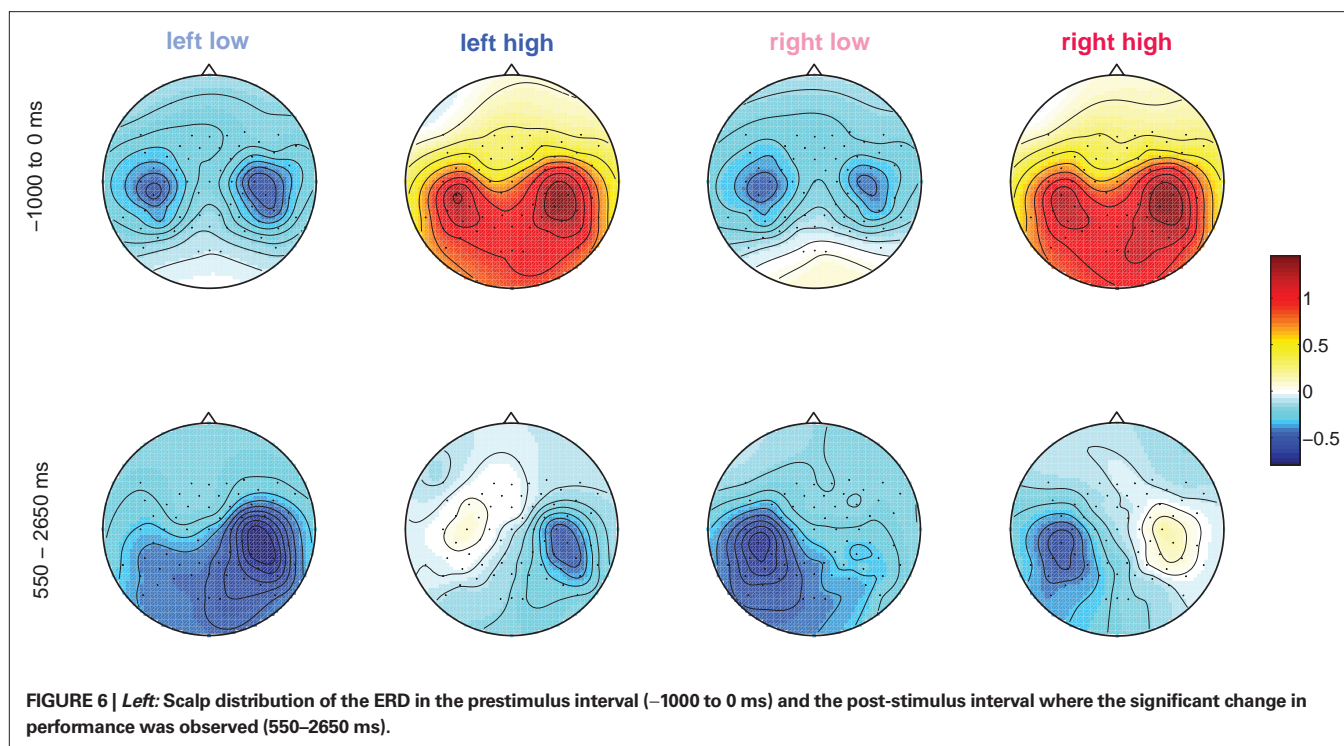 left low
left high
right low
right high
−1000 to 0 ms
1
0.5
0
−0.5
550 – 2650 ms
FIGURE 6 | Left: Scalp distribution of the ERD in the prestimulus interval (−1000 to 0 ms) and the post-stimulus interval where the significant change in
performance was observed (550–2650 ms).